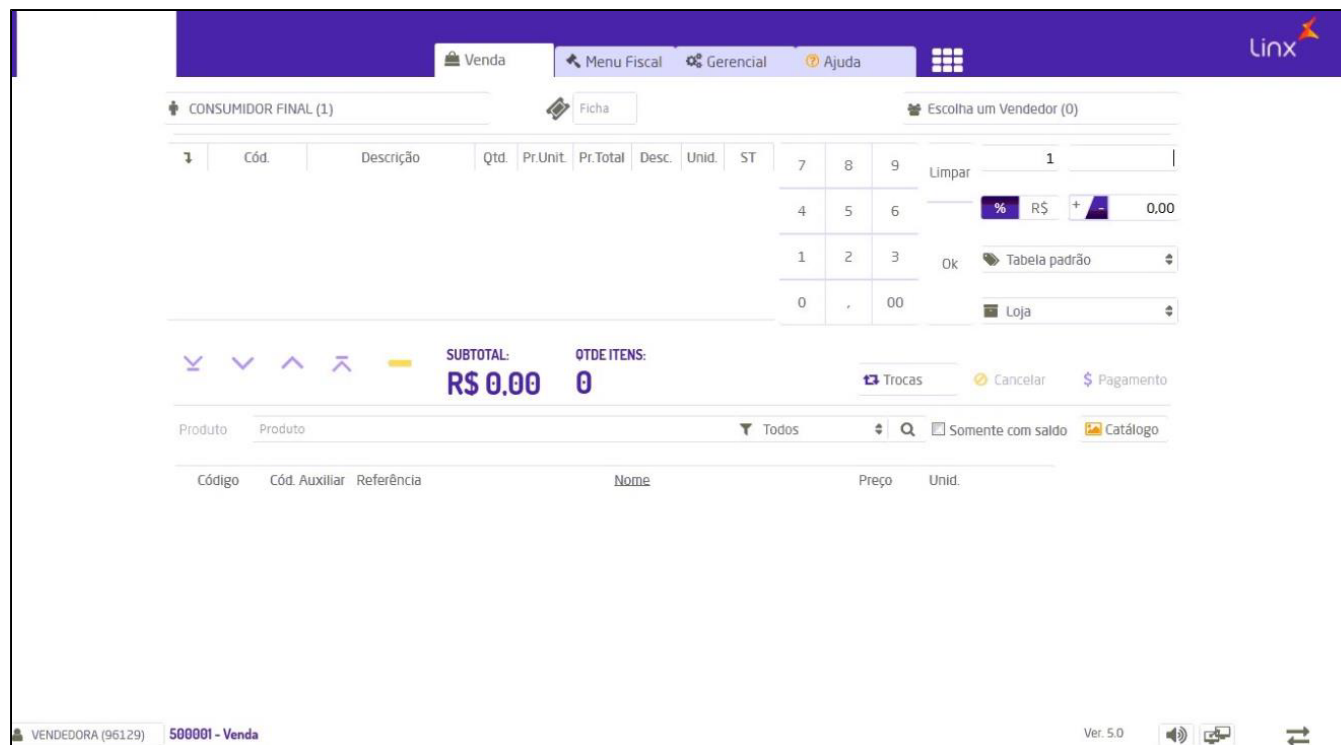 Linx
Venda Menu Fiscal Gerencial Ajuda
CONSUMIDOR FINAL (1) Ficha Escolha um Vendedor (0)
Cód. Descrição Qtd. Pr.Unit. Pr.Total Desc. Unid. ST
7 8 9 Limpar 1
4 5 6 % R$ + - 0,00
1 2 3 Ok Tabela padrão
0 , 00 Loja
SUBTOTAL: QTDE ITENS:
R$ 0,00 0 Trocas Cancelar $ Pagamento
Produto Produto Todos Somente com saldo Catálogo
Código Cód. Auxiliar Referência Nome Preço Unid.
VENDEDORA (96129) 500001 - Venda Ver. 5.0